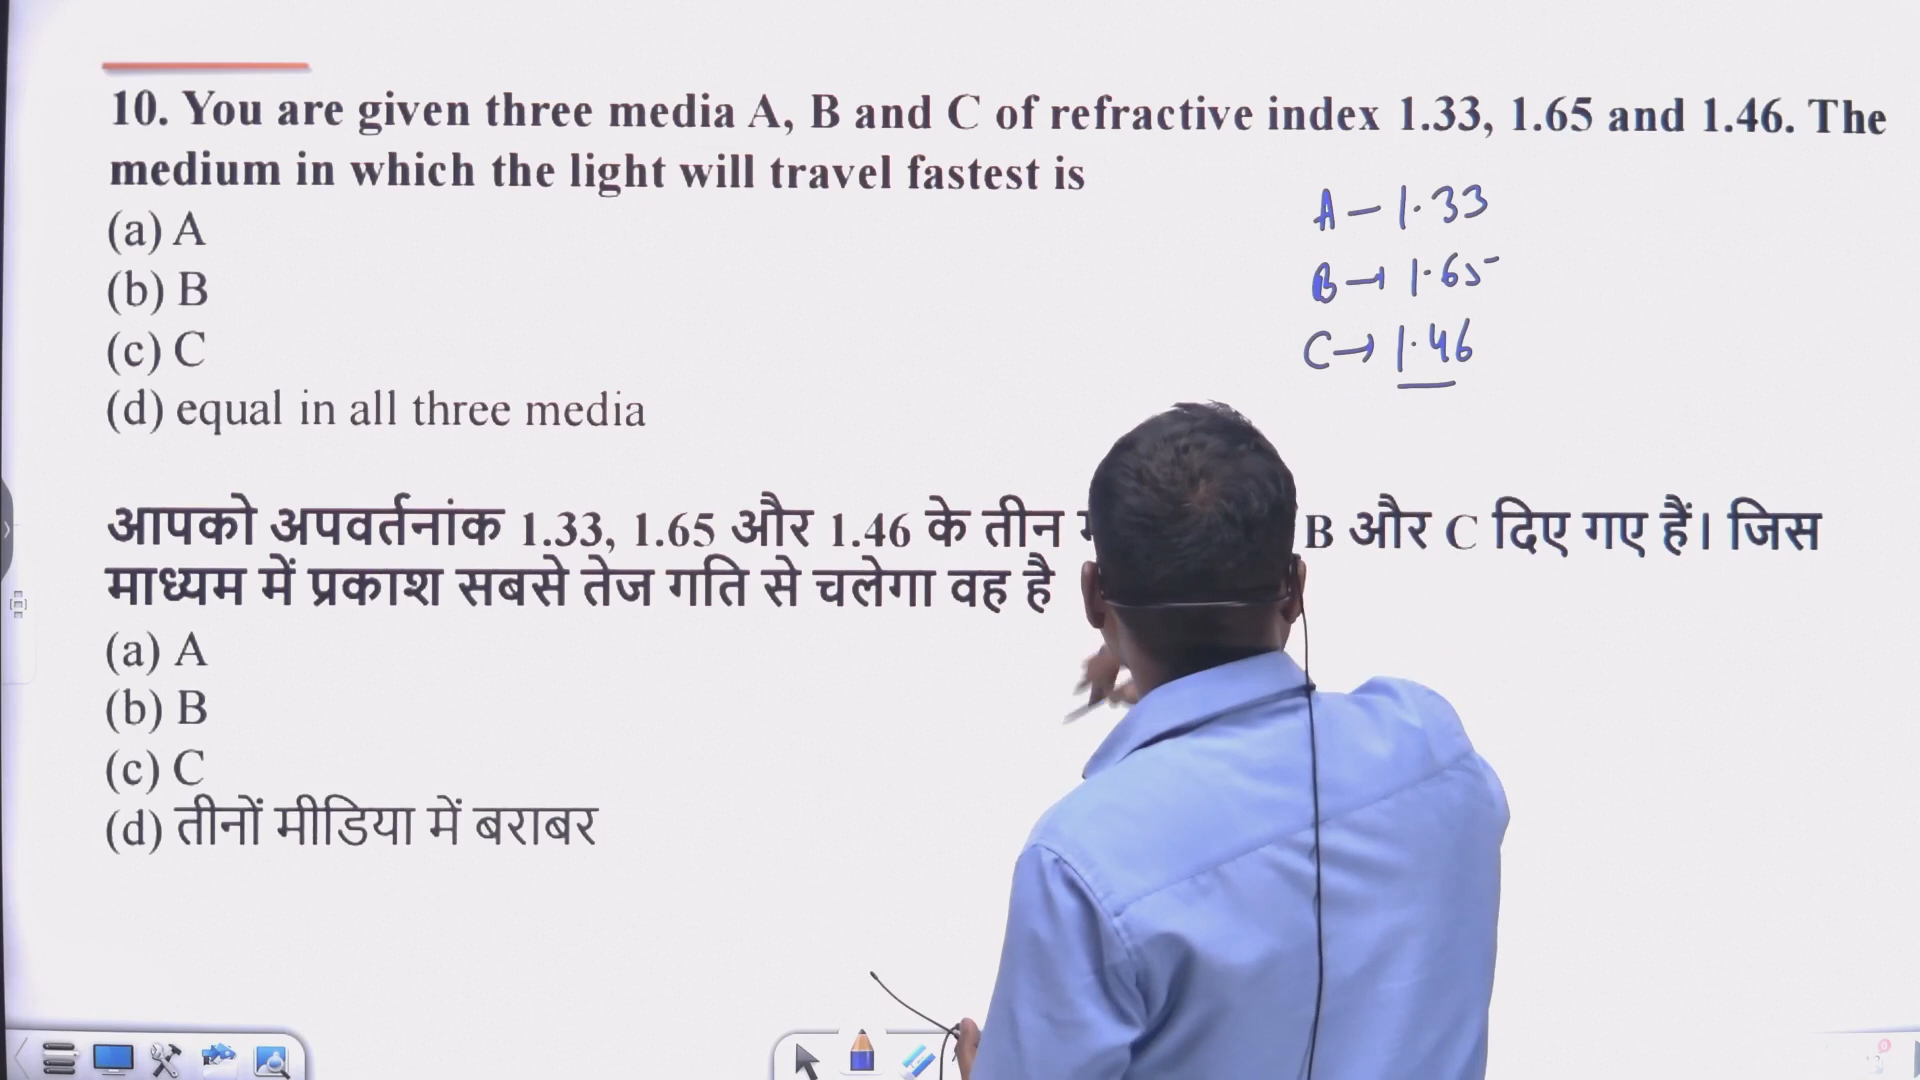 10. You are given three media A, B and C of refractive index 1.33, 1.65 and 1.46. The
medium in which the light will travel fastest is
(a) A
(b) B
(c) C
(d) equal in all three media
A – 1.33
B → 1.65
C → 1.46
आपको अपवर्तनांक 1.33, 1.65 और 1.46 के तीन B और C दिए गए हैं। जिस
माध्यम में प्रकाश सबसे तेज गति से चलेगा वह है
(a) A
(b) B
(c) C
(d) तीनों मीडिया में बराबर